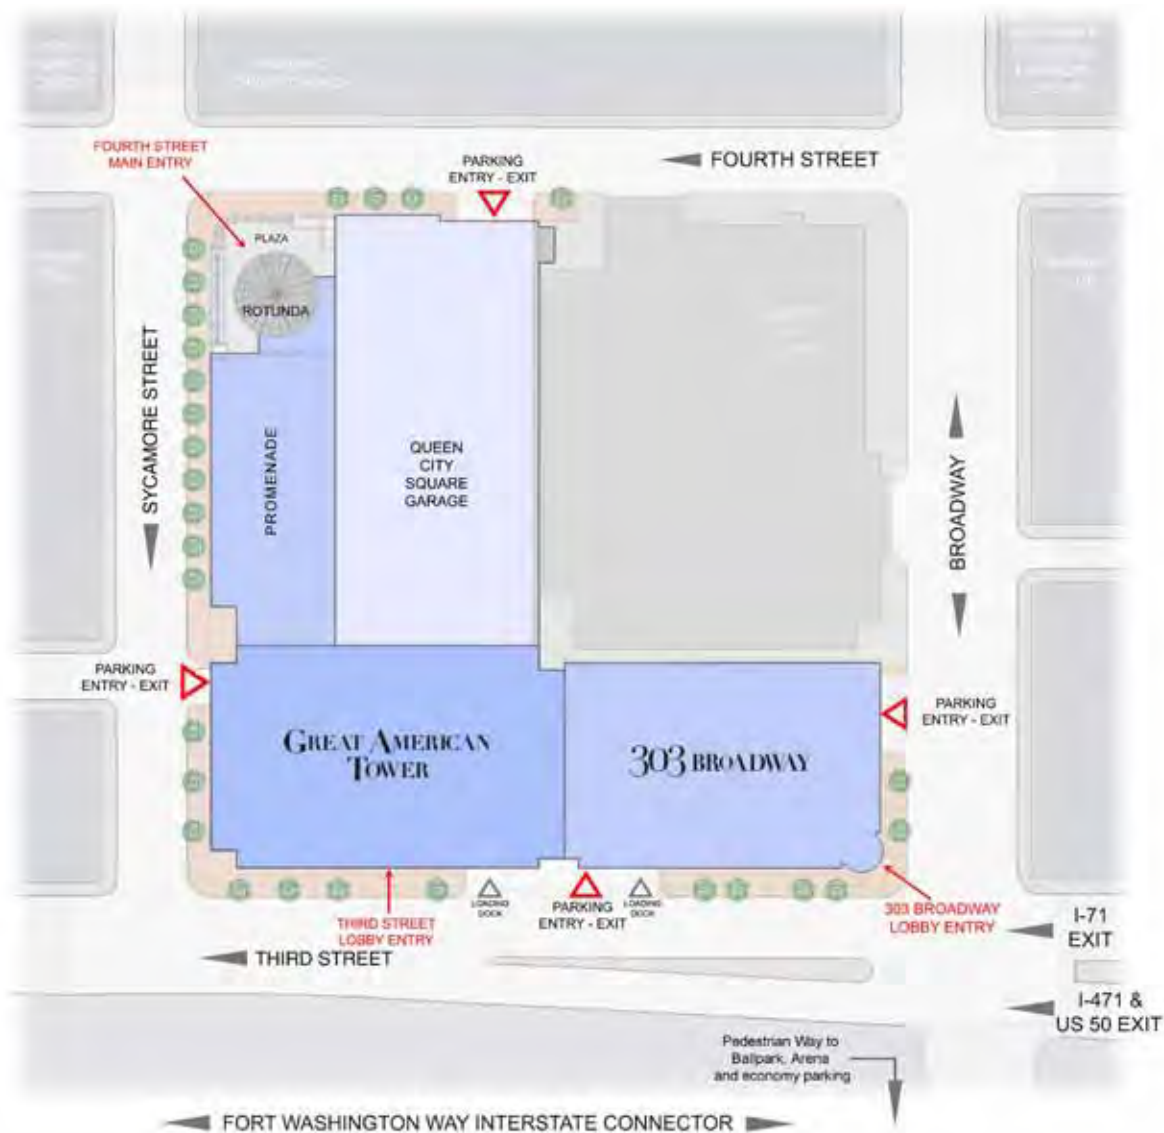 FOURTH STREET
MAIN ENTRY
PARKING
ENTRY - EXIT
FOURTH STREET
PLAZA
ROTUNDA
SYCAMORE STREET
PROMENADE
QUEEN
CITY
SQUARE
GARAGE
BROADWAY
PARKING
ENTRY - EXIT
PARKING
ENTRY - EXIT
GREAT AMERICAN
TOWER
303 BROADWAY
LOADING
DOCK
PARKING
ENTRY - EXIT
LOADING
DOCK
THIRD STREET
LOBBY ENTRY
303 BROADWAY
LOBBY ENTRY
I-71
EXIT
THIRD STREET
I-471 &
US 50 EXIT
Pedestrian Way to
Ballpark, Arena
and economy parking
FORT WASHINGTON WAY INTERSTATE CONNECTOR